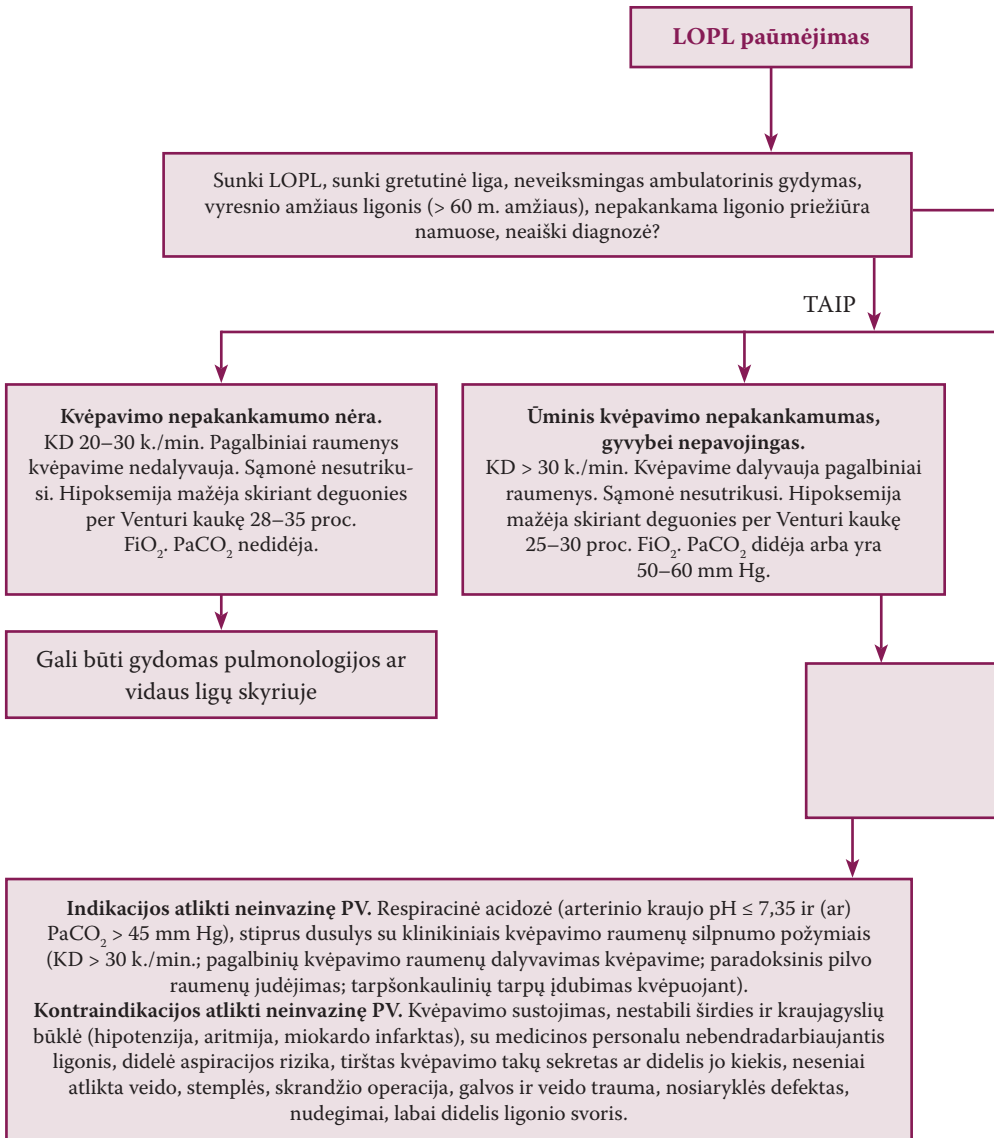 LOPL paūmėjimas
Sunki LOPL, sunki gretutinė liga, neveiksmingas ambulatorinis gydymas,
vyresnio amžiaus ligonis (> 60 m. amžiaus), nepakankama ligonio priežiūra
namuose, neaiški diagnozė?
TAIP
Kvėpavimo nepakankamumo nėra.
KD 20–30 k./min. Pagalbiniai raumenys
kvėpavime nedalyvauja. Sąmonė nesutriku-
si. Hipoksemija mažėja skiriant deguonies
per Venturi kaukę 28–35 proc.
FiO₂. PaCO₂ nedidėja.
Ūminis kvėpavimo nepakankamumas,
gyvybei nepavojingas.
KD > 30 k./min. Kvėpavime dalyvauja pagalbiniai
raumenys. Sąmonė nesutrikusi. Hipoksemija
mažėja skiriant deguonies per Venturi kaukę
25–30 proc. FiO₂. PaCO₂ didėja arba yra
50–60 mm Hg.
Gali būti gydomas pulmonologijos ar
vidaus ligų skyriuje
Indikacijos atlikti neinvazinę PV. Respiracinė acidozė (arterinio kraujo pH ≤ 7,35 ir (ar)
PaCO₂ > 45 mm Hg), stiprus dusulys su klinikiniais kvėpavimo raumenų silpnumo požymiais
(KD > 30 k./min.; pagalbinių kvėpavimo raumenų dalyvavimas kvėpavime; paradoksinis pilvo
raumenų judėjimas; tarpšonkaulinių tarpų įdubimas kvėpuojant).
Kontraindikacijos atlikti neinvazinę PV. Kvėpavimo sustojimas, nestabili širdies ir kraujagyslių
būklė (hipotenzija, aritmija, miokardo infarktas), su medicinos personalu nebendradarbiaujantis
ligonis, didelė aspiracijos rizika, tirštas kvėpavimo takų sekretas ar didelis jo kiekis, neseniai
atlikta veido, stemplės, skrandžio operacija, galvos ir veido trauma, nosiaryklės defektas,
nudegimai, labai didelis ligonio svoris.